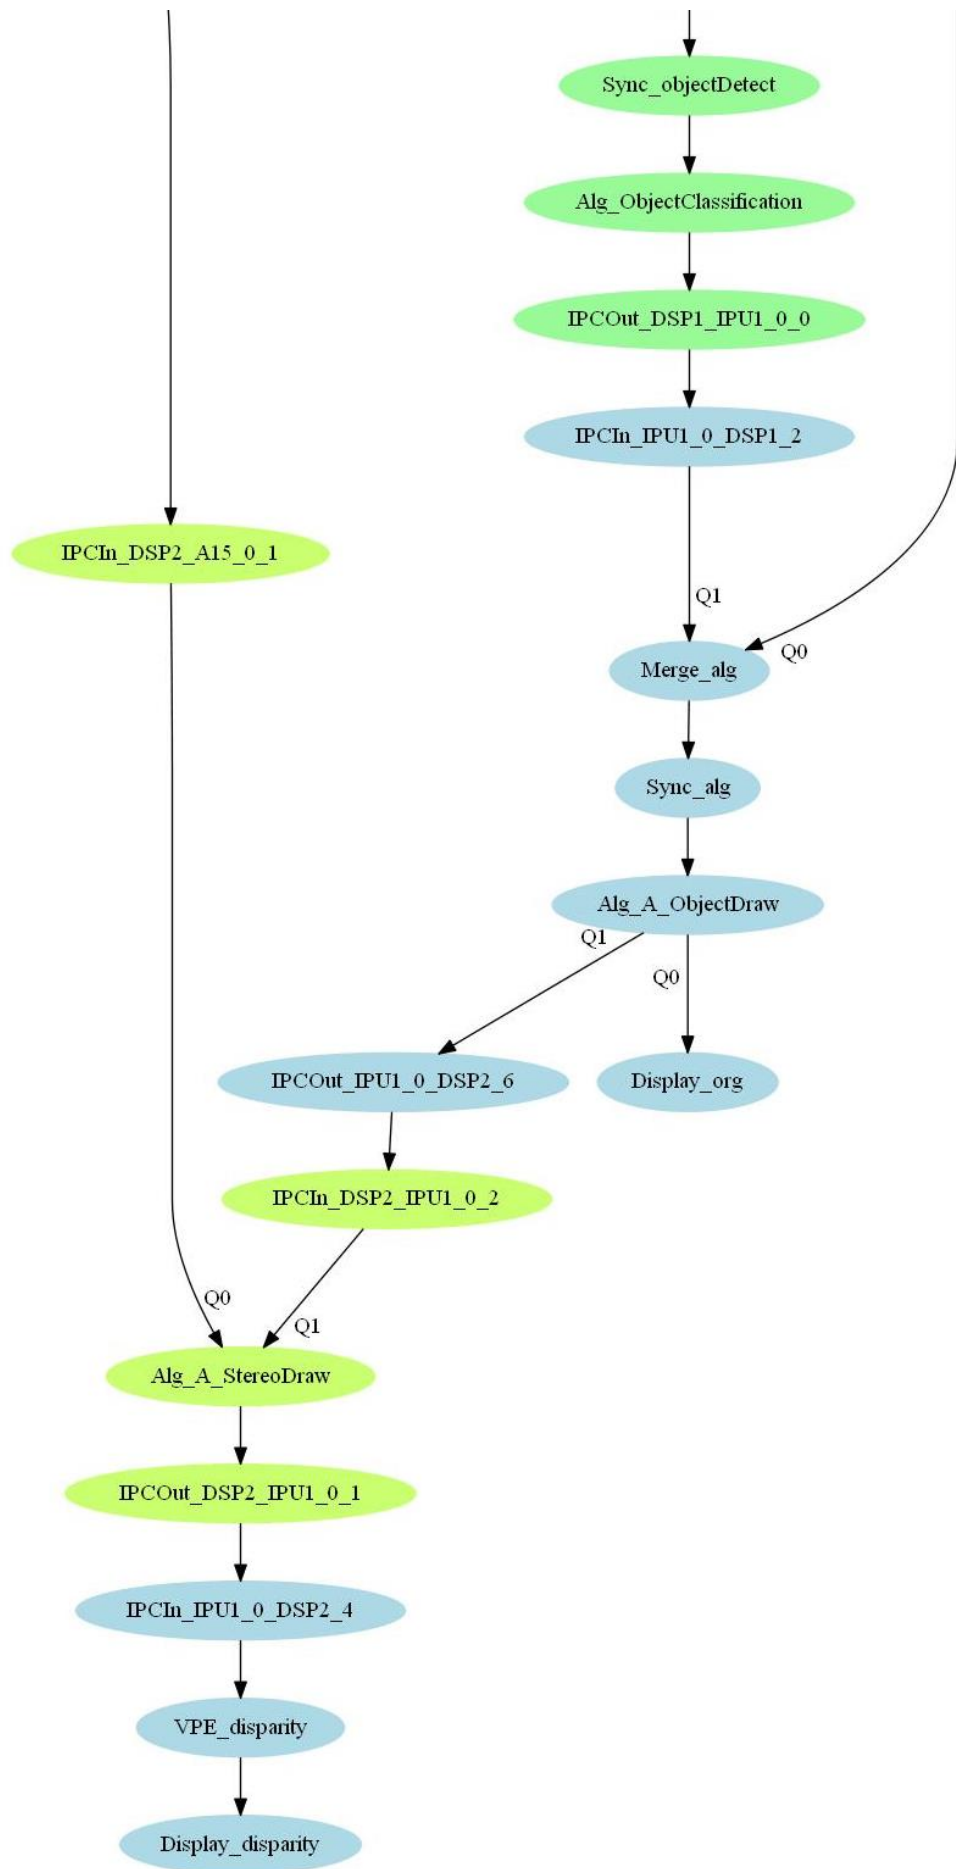 Sync_objectDetect
Alg_ObjectClassification
IPCOut_DSP1_IPU1_0_0
IPCIn_IPU1_0_DSP1_2
IPCIn_DSP2_A15_0_1
Q1
Q0
Merge_alg
Sync_alg
Alg_A_ObjectDraw
Q1
Q0
IPCOut_IPU1_0_DSP2_6
Display_org
IPCIn_DSP2_IPU1_0_2
Q0
Q1
Alg_A_StereoDraw
IPCOut_DSP2_IPU1_0_1
IPCIn_IPU1_0_DSP2_4
VPE_disparity
Display_disparity